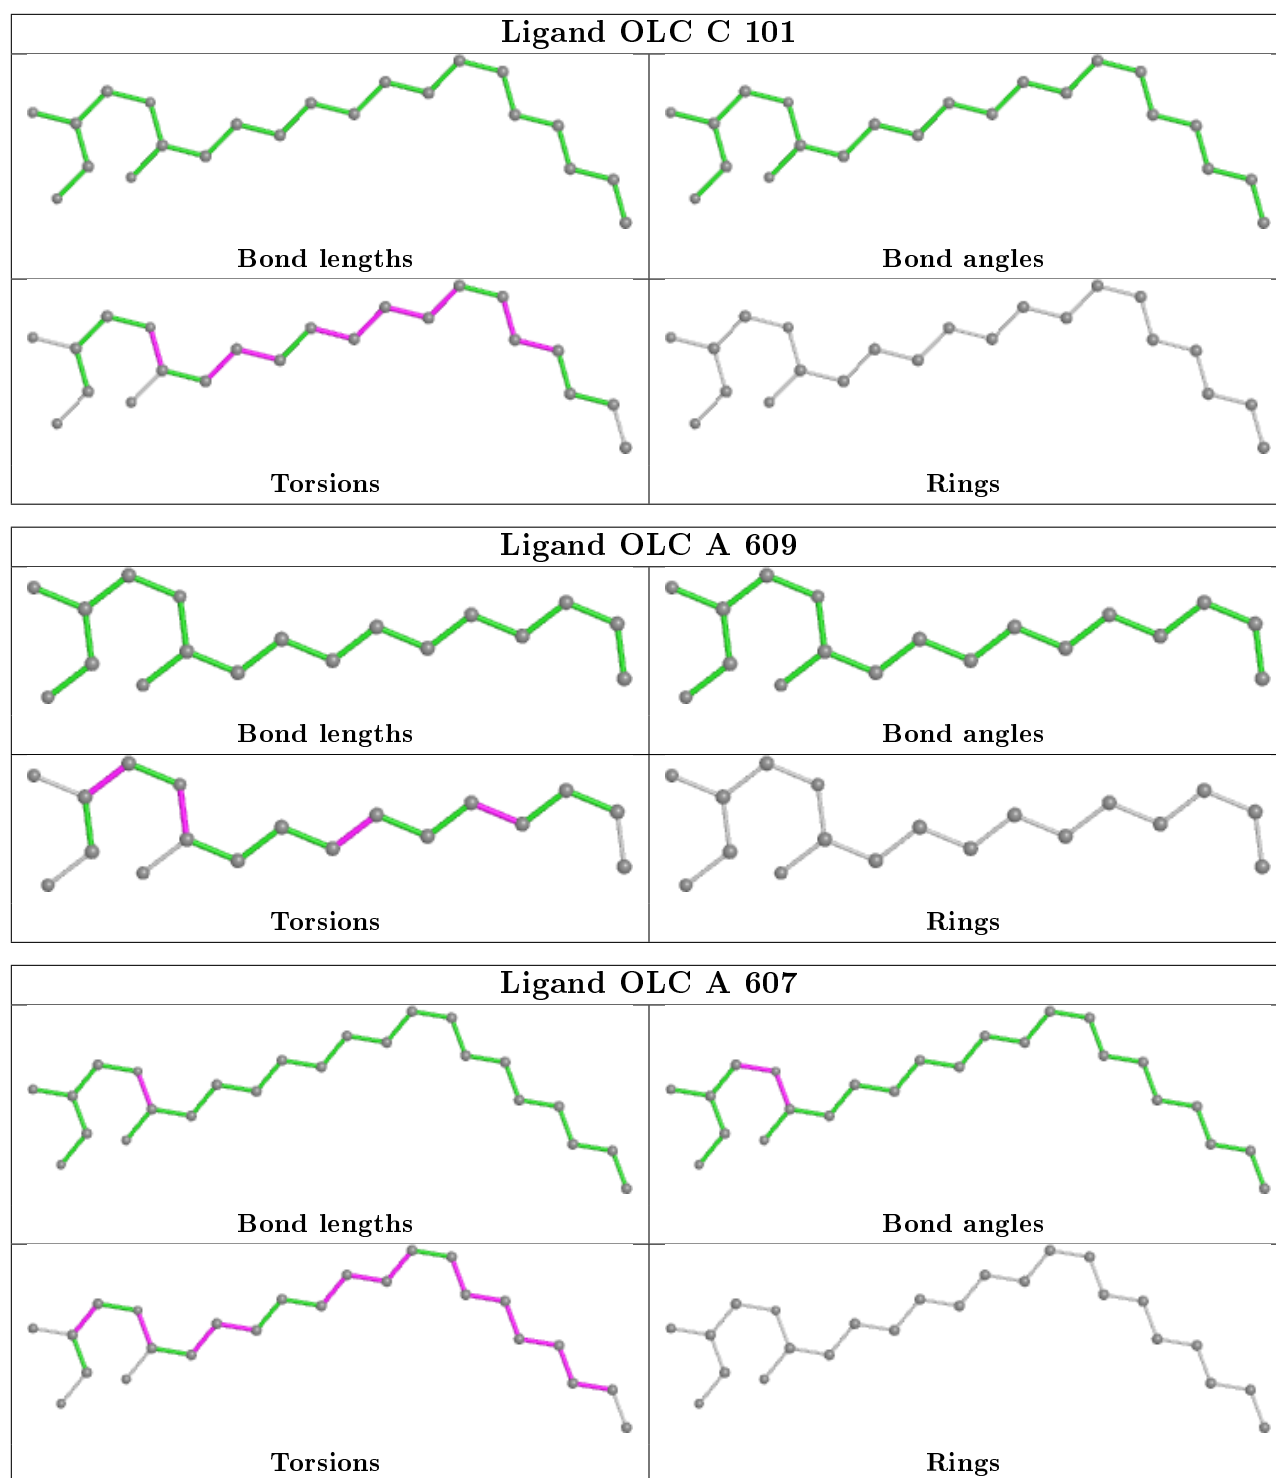 Ligand OLC C 101
Bond lengths
Bond angles
Torsions
Rings
Ligand OLC A 609
Bond lengths
Bond angles
Torsions
Rings
Ligand OLC A 607
Bond lengths
Bond angles
Torsions
Rings